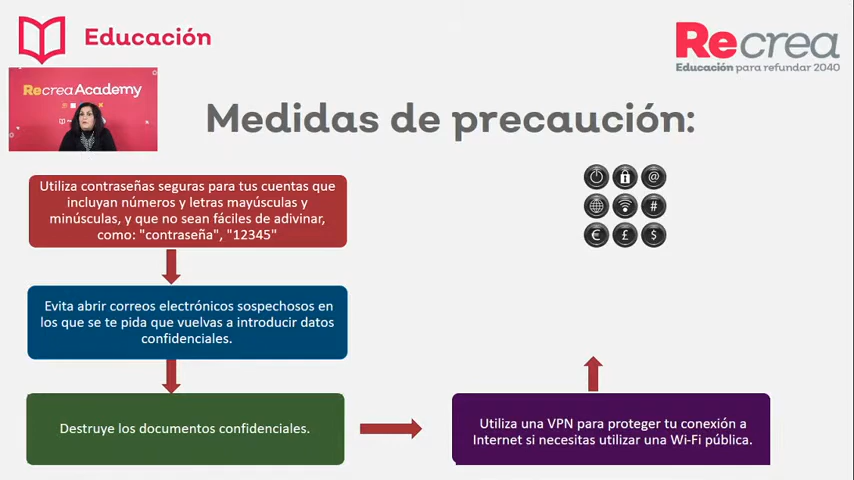 Educación
Recrea
Educación para refundar 2040
Recrea Academy
Medidas de precaución:
Utiliza contraseñas seguras para tus cuentas que
incluyan números y letras mayúsculas y
minúsculas, y que no sean fáciles de adivinar,
como: "contraseña", "12345"
@
#
€ £ $
Evita abrir correos electrónicos sospechosos en
los que se te pida que vuelvas a introducir datos
confidenciales.
Destruye los documentos confidenciales.
Utiliza una VPN para proteger tu conexión a
Internet si necesitas utilizar una Wi-Fi pública.